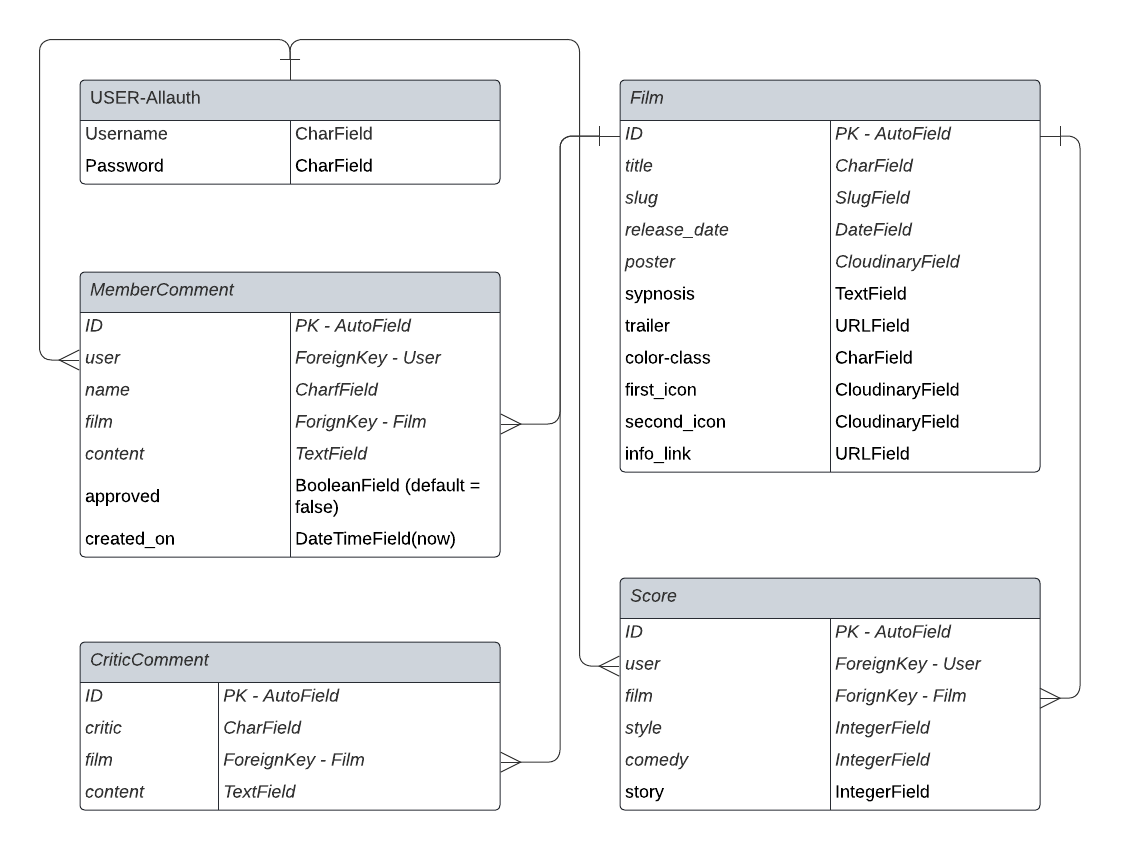 USER-Allauth
Username CharField
Password CharField
Film
ID PK - AutoField
title CharField
slug SlugField
release_date DateField
poster CloudinaryField
sypnosis TextField
trailer URLField
color-class CharField
first_icon CloudinaryField
second_icon CloudinaryField
info_link URLField
MemberComment
ID PK - AutoField
user ForeignKey - User
name CharfField
film ForignKey - Film
content TextField
approved BooleanField (default =
false)
created_on DateTimeField(now)
CriticComment
ID PK - AutoField
critic CharField
film ForeignKey - Film
content TextField
Score
ID PK - AutoField
user ForeignKey - User
film ForignKey - Film
style IntegerField
comedy IntegerField
story IntegerField